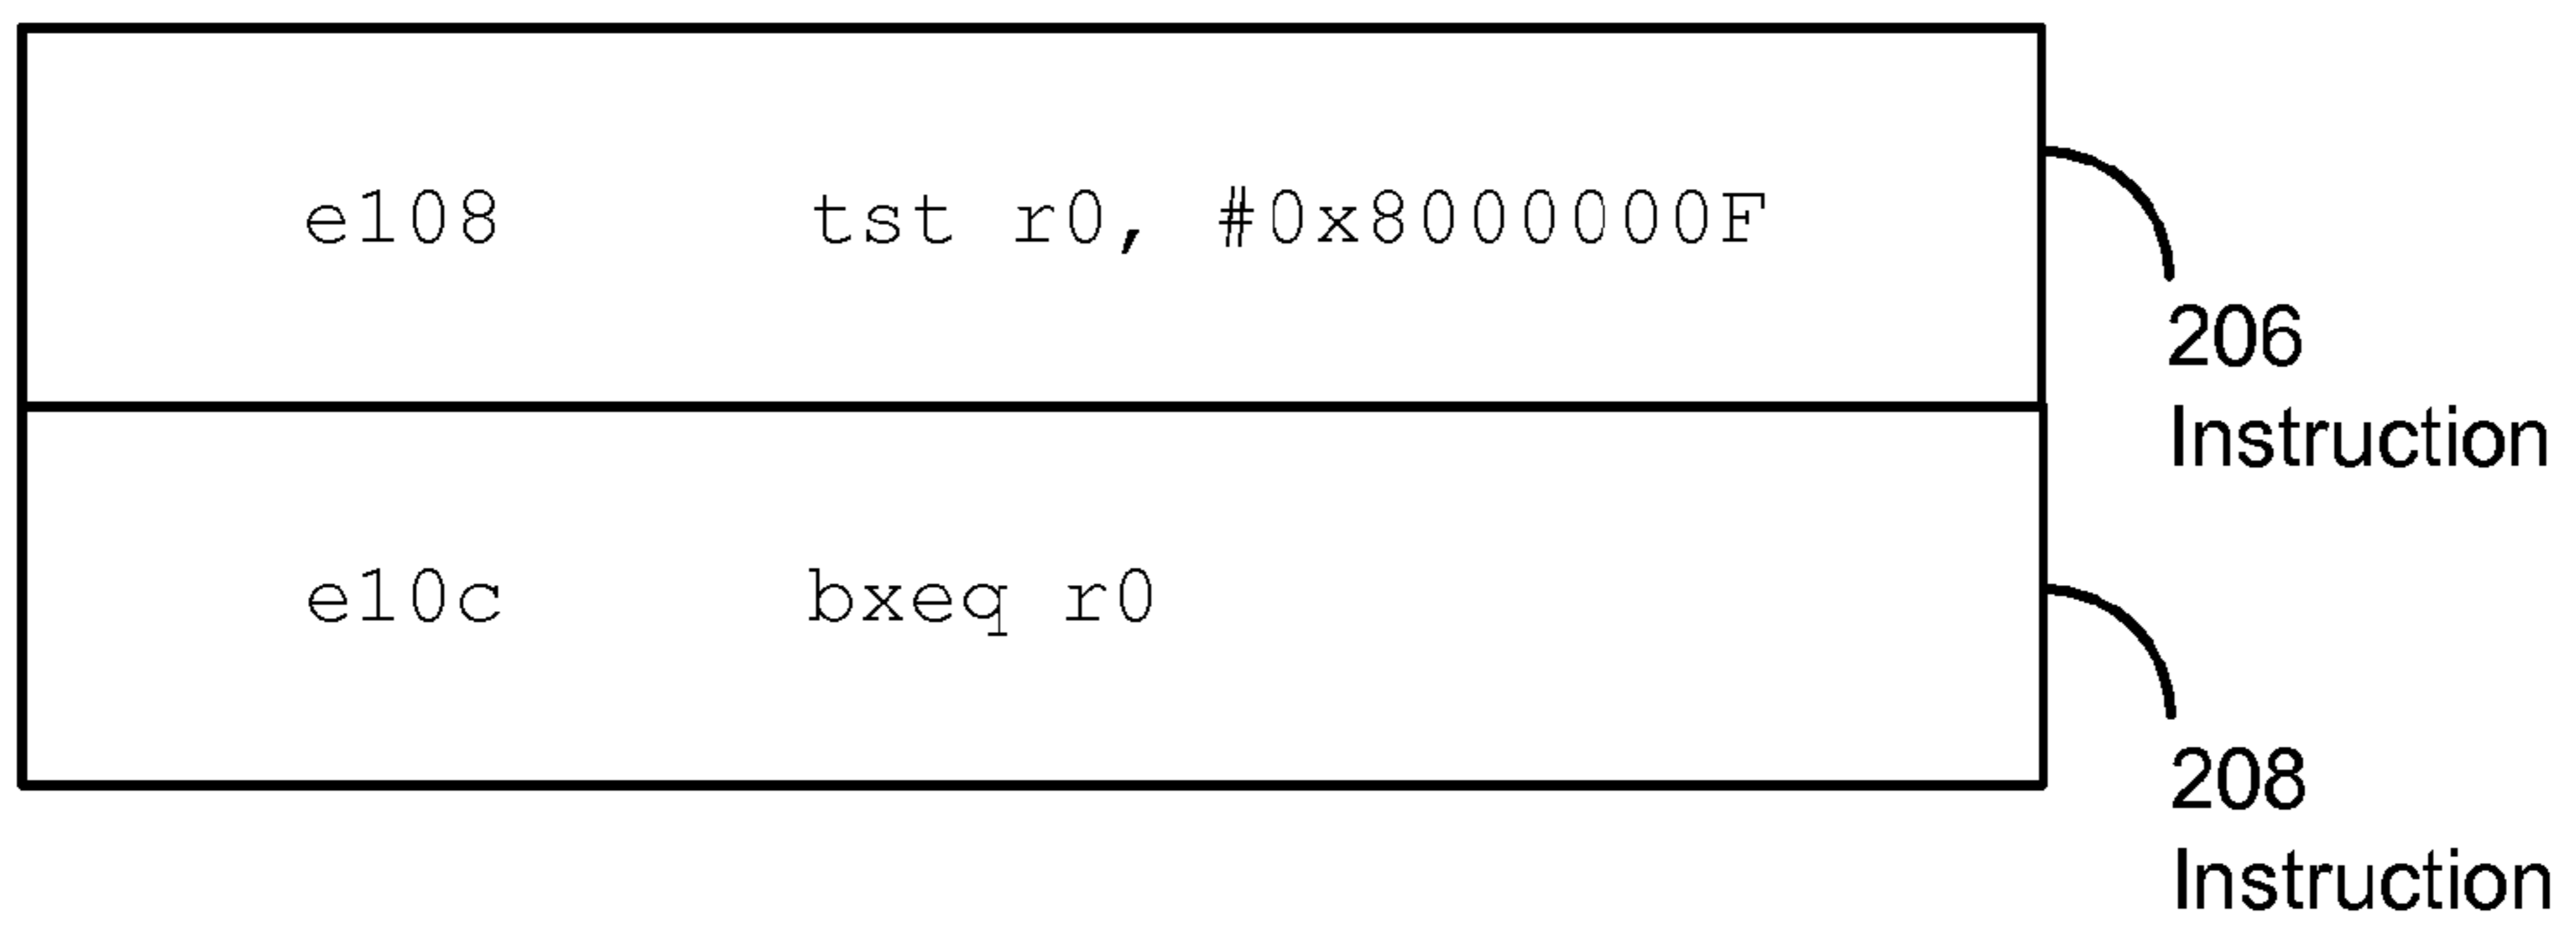 e108 tst r0, #0x8000000F
206
Instruction
e10c bxeq r0
208
Instruction